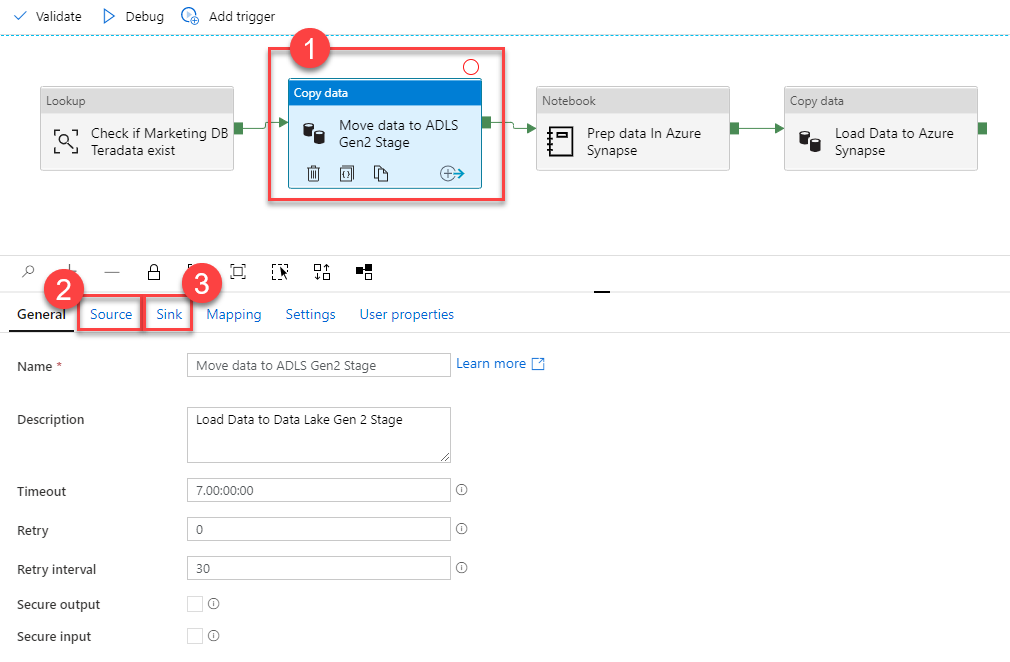 Validate Debug Add trigger
1
Lookup
Check if Marketing DB
Teradata exist
Copy data
Move data to ADLS
Gen2 Stage
Notebook
Prep data In Azure
Synapse
Copy data
Load Data to Azure
Synapse
2
3
General Source Sink Mapping Settings User properties
Name * Move data to ADLS Gen2 Stage Learn more
Description Load Data to Data Lake Gen 2 Stage
Timeout 7.00:00:00
Retry 0
Retry interval 30
Secure output
Secure input